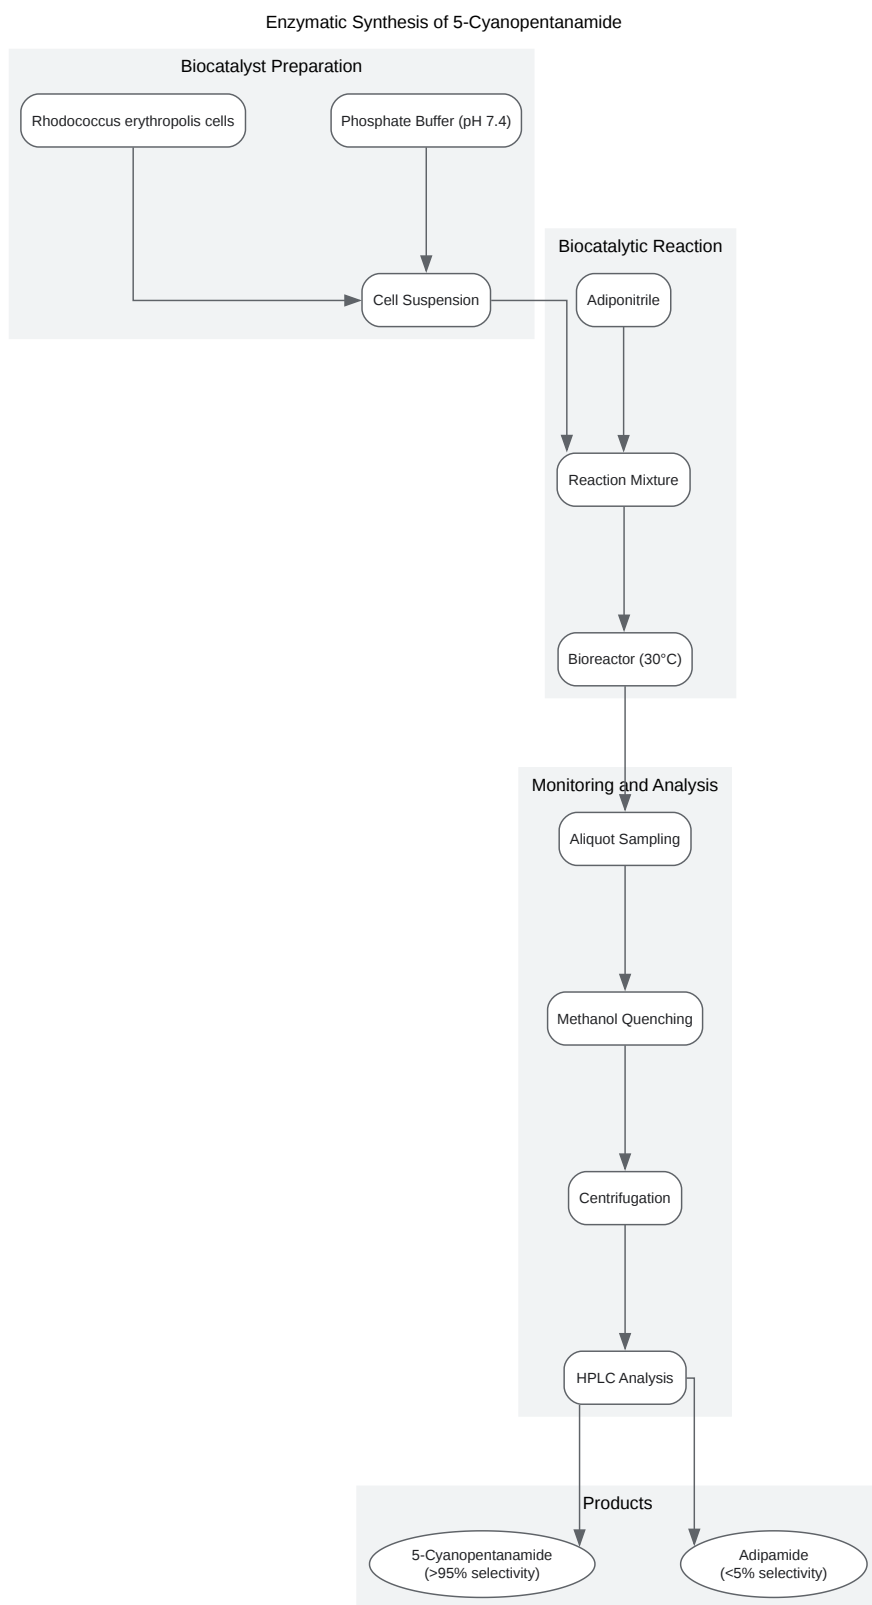 Enzymatic Synthesis of 5-Cyanopentanamide
Biocatalyst Preparation
Rhodococcus erythropolis cells
Phosphate Buffer (pH 7.4)
Biocatalytic Reaction
Cell Suspension
Adiponitrile
Reaction Mixture
Bioreactor (30°C)
Monitoring and Analysis
Aliquot Sampling
Methanol Quenching
Centrifugation
HPLC Analysis
Products
5-Cyanopentanamide
(>95% selectivity)
Adipamide
(<5% selectivity)